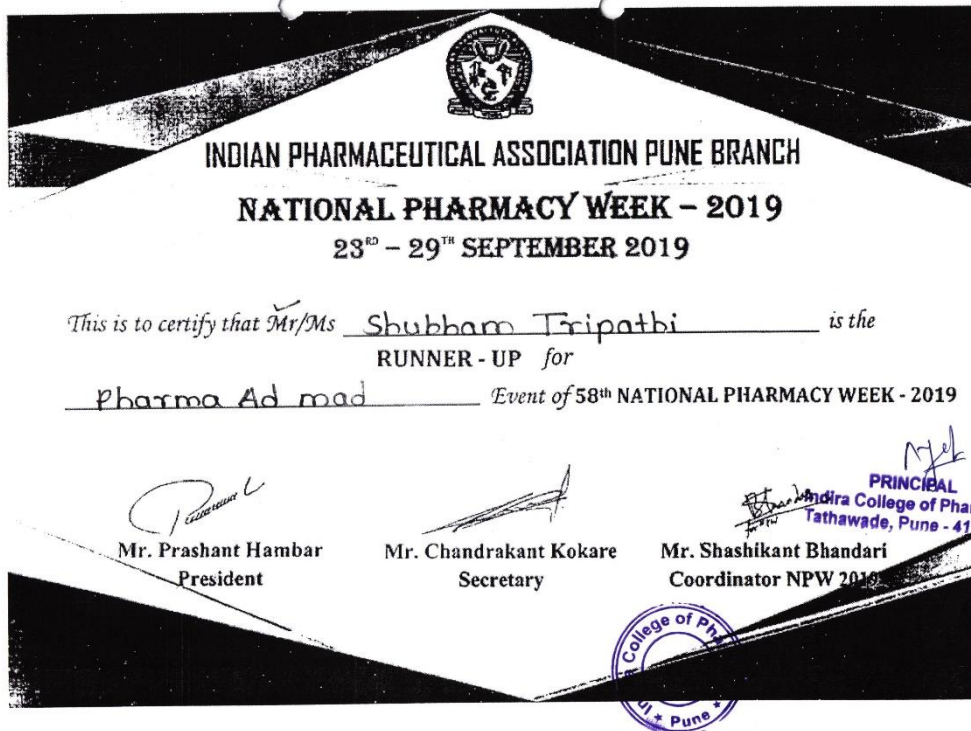 INDIAN PHARMACEUTICAL ASSOCIATION PUNE BRANCH
NATIONAL PHARMACY WEEK – 2019
23RD – 29TH SEPTEMBER 2019
This is to certify that Mr/Ms Shubham Tripathi is the
RUNNER - UP for
Pharma Ad mad Event of 58th NATIONAL PHARMACY WEEK - 2019
PRINCIPAL
Indira College of Phar
Tathawade, Pune - 41
Mr. Prashant Hambar
President
Mr. Chandrakant Kokare
Secretary
Mr. Shashikant Bhandari
Coordinator NPW 2019
College of Pha
Pune